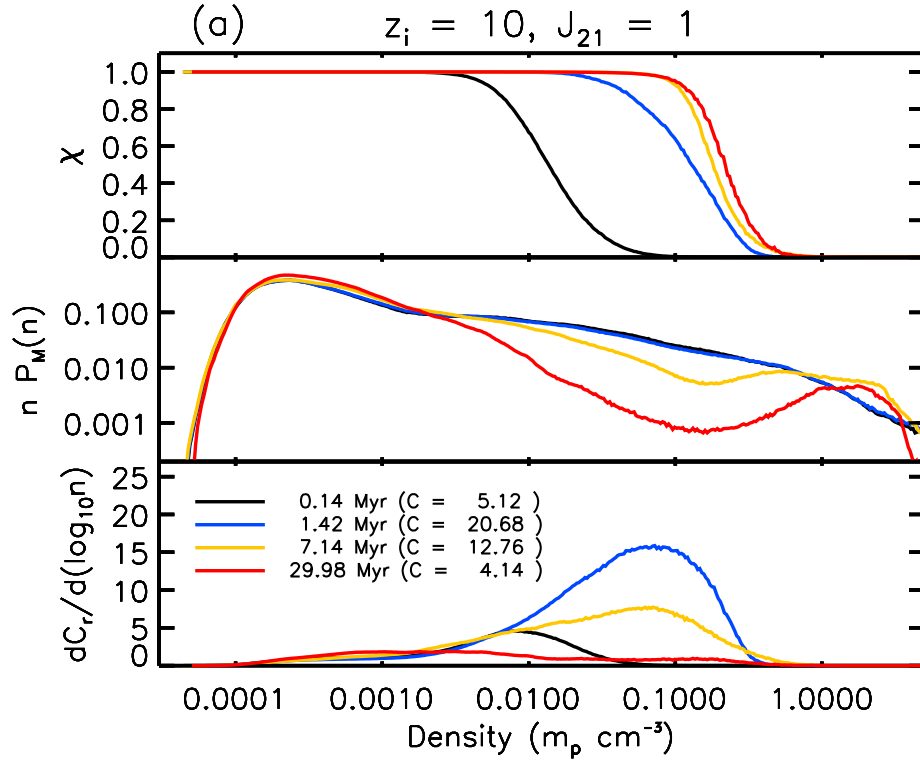 (a) z_i = 10, J_21 = 1
χ
1.0
0.8
0.6
0.4
0.2
0.0
n P_M(n)
0.100
0.010
0.001
dC_r/d(log_10 n)
25
20
15
10
5
0
0.14 Myr (C = 5.12 )
1.42 Myr (C = 20.68 )
7.14 Myr (C = 12.76 )
29.98 Myr (C = 4.14 )
0.0001 0.0010 0.0100 0.1000 1.0000
Density (m_p cm⁻³)